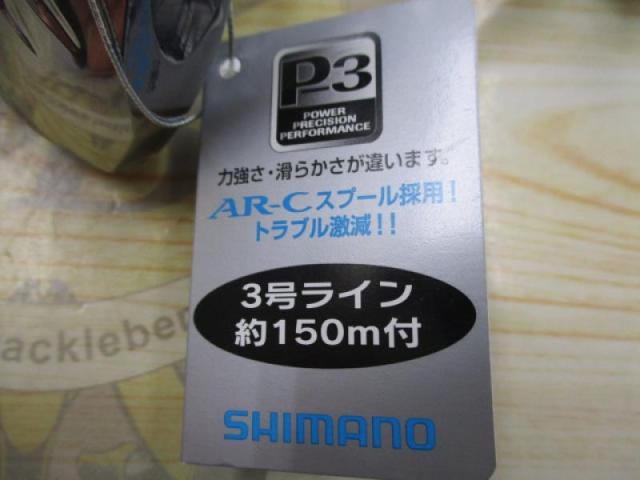 P-3
POWER
PRECISION
PERFORMANCE
力強さ・滑らかさが違います。
AR-Cスプール採用!
トラブル激減!!
3号ライン
約150m付
SHIMANO
ackleber